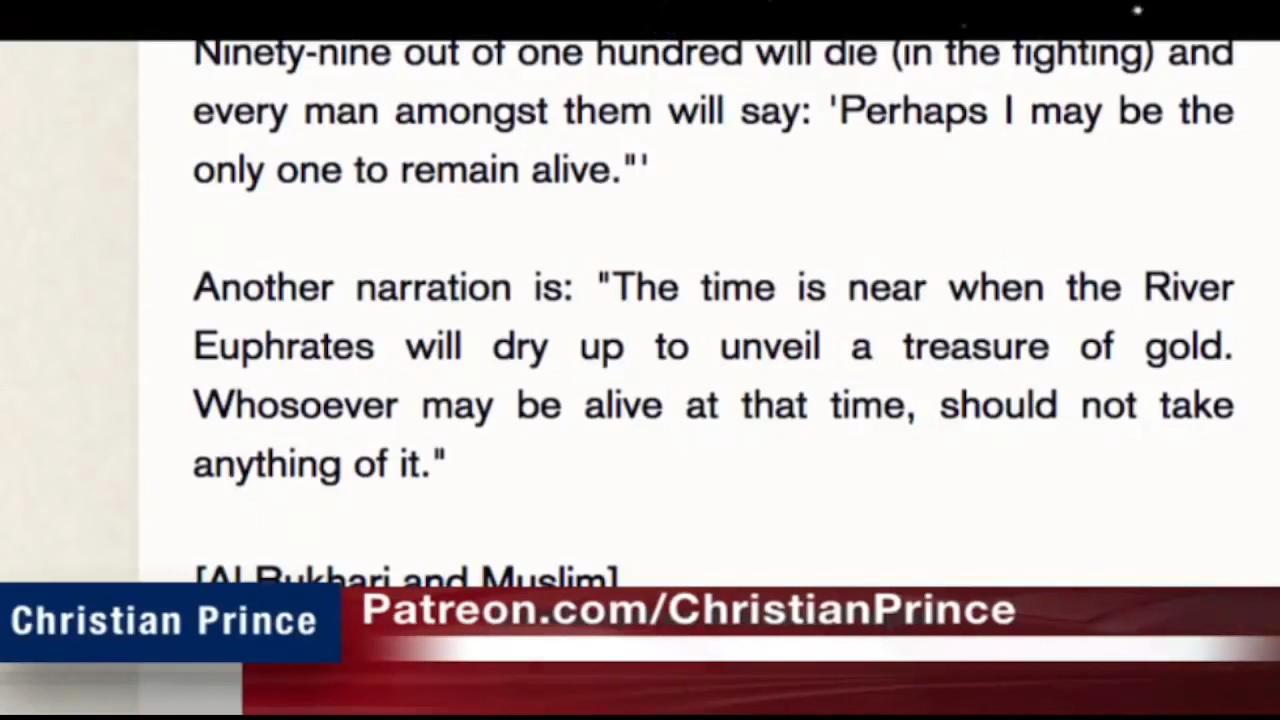 Ninety-nine out of one hundred will die (in the fighting) and
every man amongst them will say: 'Perhaps I may be the
only one to remain alive."'
Another narration is: "The time is near when the River
Euphrates will dry up to unveil a treasure of gold.
Whosoever may be alive at that time, should not take
anything of it."
[Al Bukhari and Muslim]
Christian Prince
Patreon.com/ChristianPrince